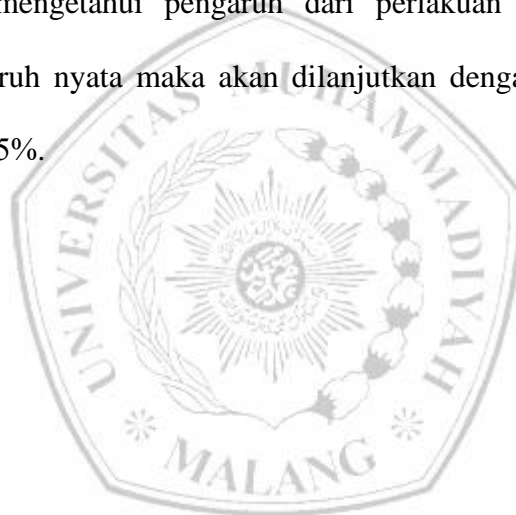 mengetahui pengaruh dari perlakuan
ruh nyata maka akan dilanjutkan denga
5%.
UNIVERSITAS MUHAMMADIYAH
MALANG